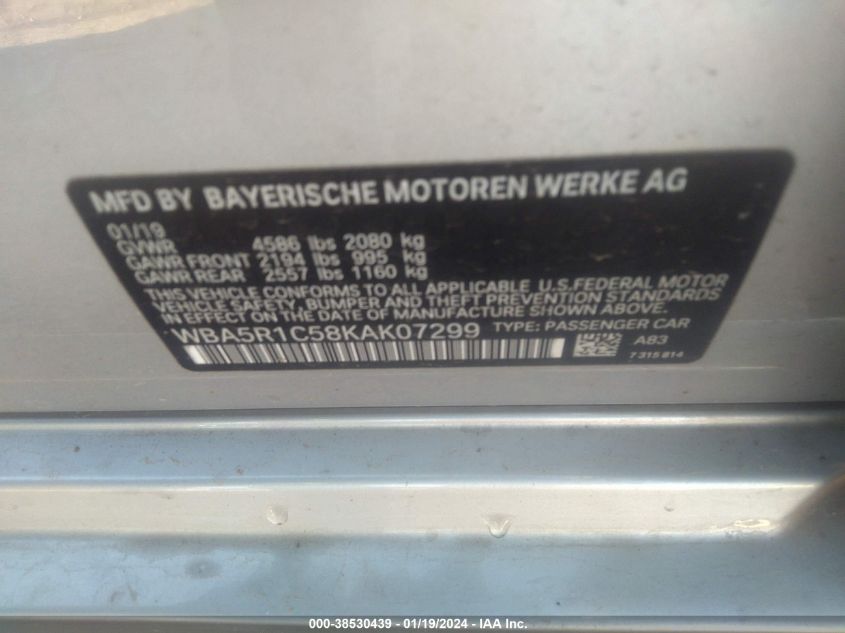 MFD BY BAYERISCHE MOTOREN WERKE AG
01/19
GVWR 4586 lbs 2080 kg
GAWR FRONT 2194 lbs 995 kg
GAWR REAR 2557 lbs 1160 kg
THIS VEHICLE CONFORMS TO ALL APPLICABLE U.S.FEDERAL MOTOR
VEHICLE SAFETY, BUMPER AND THEFT PREVENTION STANDARDS
IN EFFECT ON THE DATE OF MANUFACTURE SHOWN ABOVE.
WBA5R1C58KAK07299 TYPE: PASSENGER CAR
A83
7 315 814
000-38530439 - 01/19/2024 - IAA Inc.